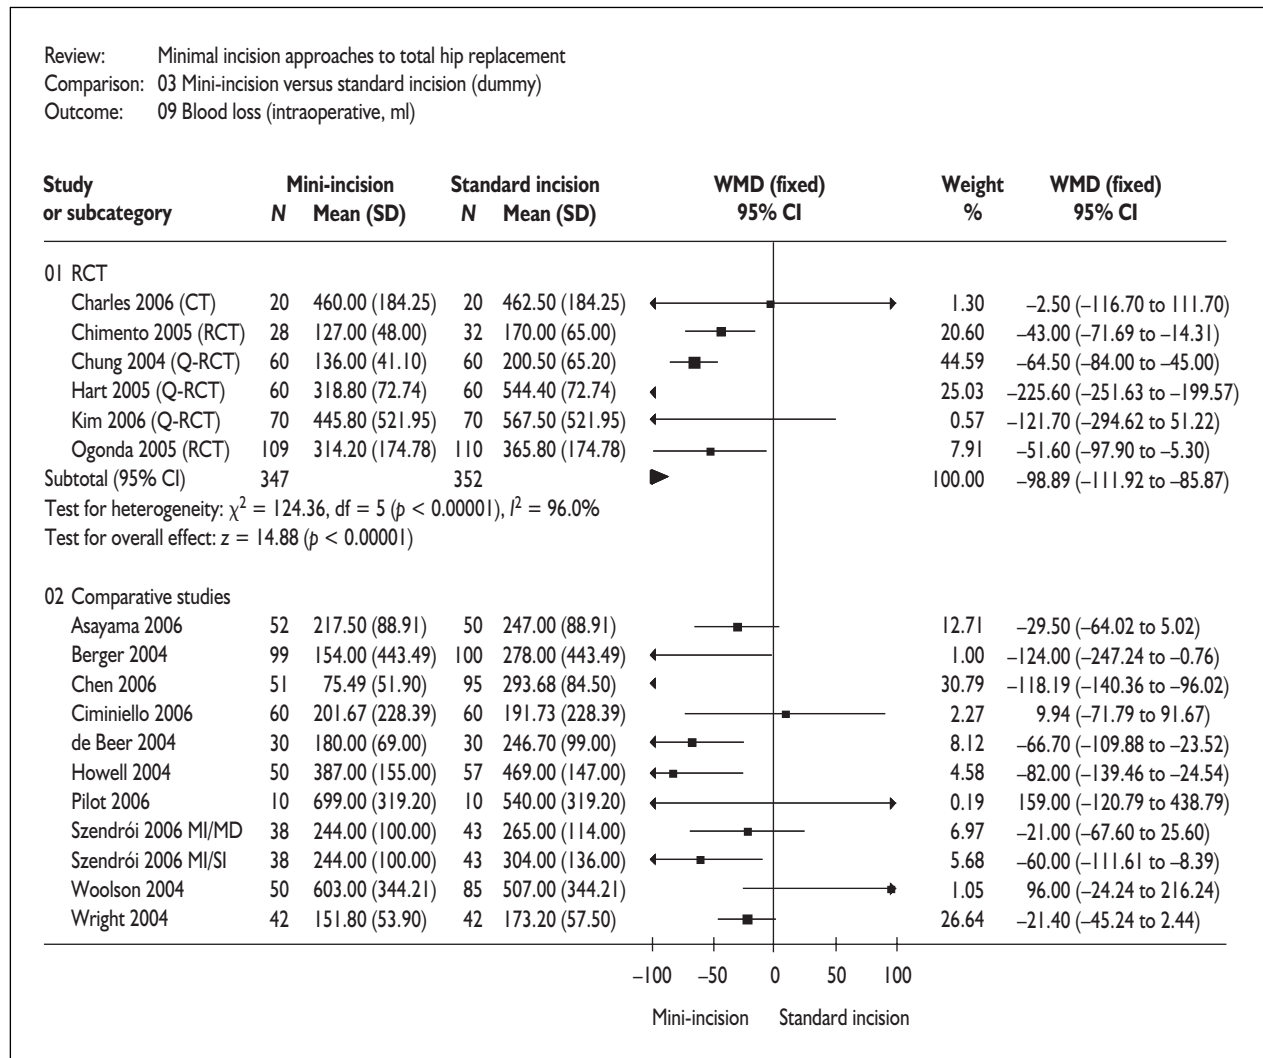 Review: Minimal incision approaches to total hip replacement
Comparison: 03 Mini-incision versus standard incision (dummy)
Outcome: 09 Blood loss (intraoperative, ml)
Study Mini-incision Standard incision WMD (fixed) Weight WMD (fixed)
or subcategory N Mean (SD) N Mean (SD) 95% CI % 95% CI
01 RCT
Charles 2006 (CT) 20 460.00 (184.25) 20 462.50 (184.25) 1.30 –2.50 (–116.70 to 111.70)
Chimento 2005 (RCT) 28 127.00 (48.00) 32 170.00 (65.00) 20.60 –43.00 (–71.69 to –14.31)
Chung 2004 (Q-RCT) 60 136.00 (41.10) 60 200.50 (65.20) 44.59 –64.50 (–84.00 to –45.00)
Hart 2005 (Q-RCT) 60 318.80 (72.74) 60 544.40 (72.74) 25.03 –225.60 (–251.63 to –199.57)
Kim 2006 (Q-RCT) 70 445.80 (521.95) 70 567.50 (521.95) 0.57 –121.70 (–294.62 to 51.22)
Ogonda 2005 (RCT) 109 314.20 (174.78) 110 365.80 (174.78) 7.91 –51.60 (–97.90 to –5.30)
Subtotal (95% CI) 347 352 100.00 –98.89 (–111.92 to –85.87)
Test for heterogeneity: χ² = 124.36, df = 5 (p < 0.00001), I² = 96.0%
Test for overall effect: z = 14.88 (p < 0.00001)
02 Comparative studies
Asayama 2006 52 217.50 (88.91) 50 247.00 (88.91) 12.71 –29.50 (–64.02 to 5.02)
Berger 2004 99 154.00 (443.49) 100 278.00 (443.49) 1.00 –124.00 (–247.24 to –0.76)
Chen 2006 51 75.49 (51.90) 95 293.68 (84.50) 30.79 –118.19 (–140.36 to –96.02)
Ciminiello 2006 60 201.67 (228.39) 60 191.73 (228.39) 2.27 9.94 (–71.79 to 91.67)
de Beer 2004 30 180.00 (69.00) 30 246.70 (99.00) 8.12 –66.70 (–109.88 to –23.52)
Howell 2004 50 387.00 (155.00) 57 469.00 (147.00) 4.58 –82.00 (–139.46 to –24.54)
Pilot 2006 10 699.00 (319.20) 10 540.00 (319.20) 0.19 159.00 (–120.79 to 438.79)
Szendrói 2006 MI/MD 38 244.00 (100.00) 43 265.00 (114.00) 6.97 –21.00 (–67.60 to 25.60)
Szendrói 2006 MI/SI 38 244.00 (100.00) 43 304.00 (136.00) 5.68 –60.00 (–111.61 to –8.39)
Woolson 2004 50 603.00 (344.21) 85 507.00 (344.21) 1.05 96.00 (–24.24 to 216.24)
Wright 2004 42 151.80 (53.90) 42 173.20 (57.50) 26.64 –21.40 (–45.24 to 2.44)
–100 –50 0 50 100
Mini-incision Standard incision